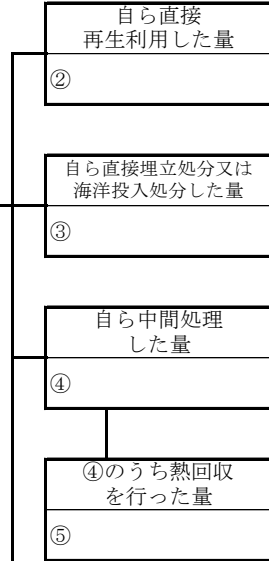 自ら直接
再生利用した量
②
自ら直接埋立処分又は
海洋投入処分した量
③
自ら中間処理
した量
④
④のうち熱回収
を行った量
⑤